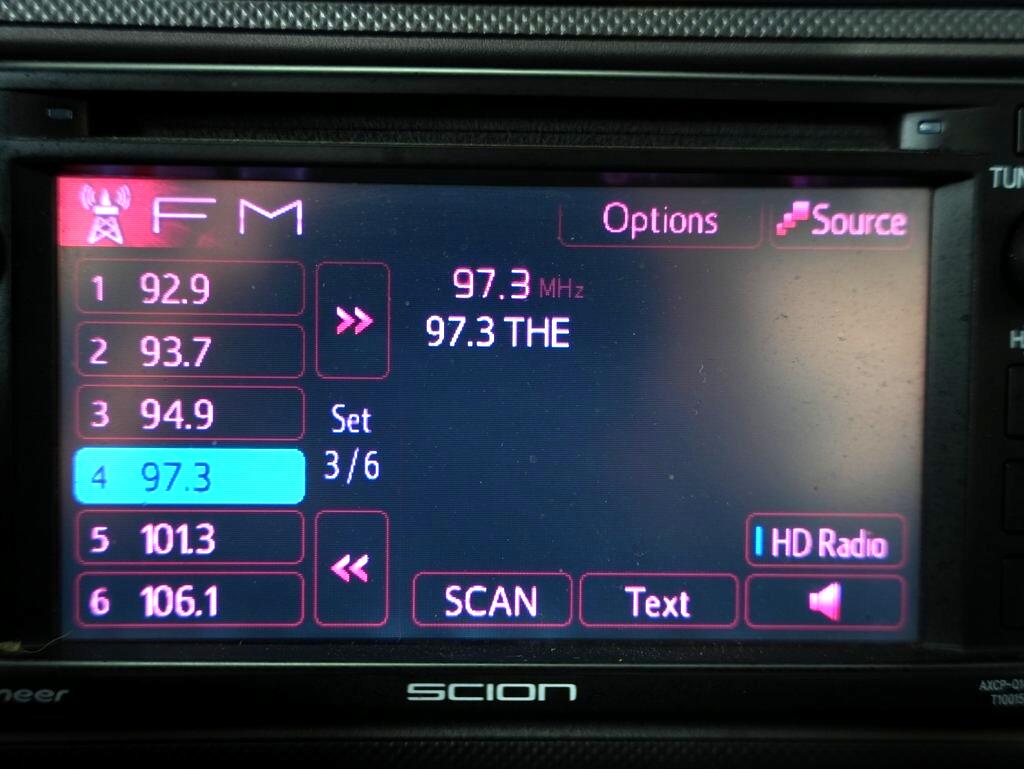 FM
Options
Source
1 92.9
2 93.7
3 94.9
4 97.3
5 101.3
6 106.1
Set
3/6
97.3 MHz
97.3 THE
HD Radio
SCAN
Text
SCION